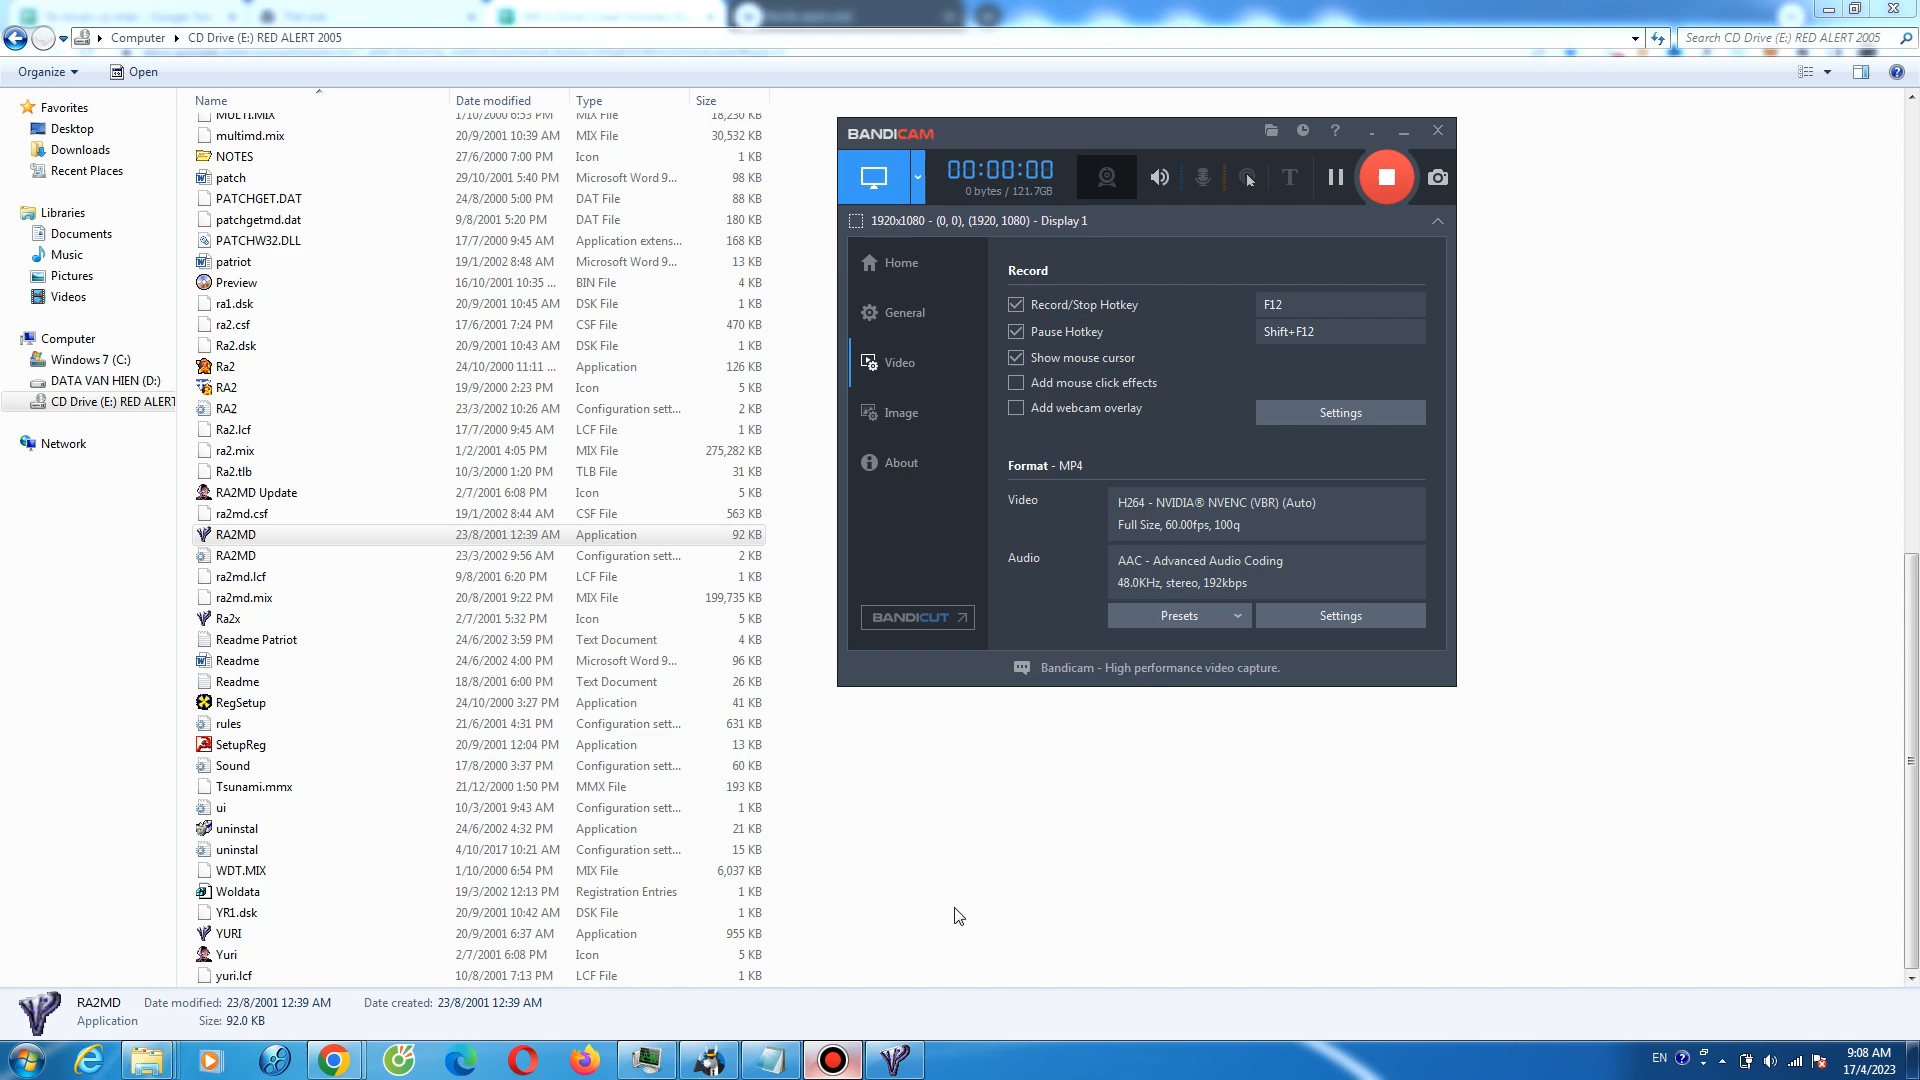 Computer ▸ CD Drive (E:) RED ALERT 2005
Search CD Drive (E:) RED ALERT 2005
Organize
Open
Favorites
Desktop
Downloads
Recent Places
Libraries
Documents
Music
Pictures
Videos
Computer
Windows 7 (C:)
DATA VAN HIEN (D:)
CD Drive (E:) RED ALERT
Network
Name Date modified Type Size
MULTI.MIX 1/10/2000 6:53 PM MIX File 18,230 KB
multimd.mix 20/9/2001 10:39 AM MIX File 30,532 KB
NOTES 27/6/2000 7:00 PM Icon 1 KB
patch 29/10/2001 5:40 PM Microsoft Word 9... 98 KB
PATCHGET.DAT 24/8/2000 5:00 PM DAT File 88 KB
patchgetmd.dat 9/8/2001 5:20 PM DAT File 180 KB
PATCHW32.DLL 17/7/2000 9:45 AM Application extens... 168 KB
patriot 19/1/2002 8:48 AM Microsoft Word 9... 13 KB
Preview 16/10/2001 10:35 ... BIN File 4 KB
ra1.dsk 20/9/2001 10:45 AM DSK File 1 KB
ra2.csf 17/6/2001 7:24 PM CSF File 470 KB
Ra2.dsk 20/9/2001 10:43 AM DSK File 1 KB
Ra2 24/10/2000 11:11 ... Application 126 KB
RA2 19/9/2000 2:23 PM Icon 5 KB
RA2 23/3/2002 10:26 AM Configuration sett... 2 KB
Ra2.lcf 17/7/2000 9:45 AM LCF File 1 KB
ra2.mix 1/2/2001 4:05 PM MIX File 275,282 KB
Ra2.tlb 10/3/2000 1:20 PM TLB File 31 KB
RA2MD Update 2/7/2001 6:08 PM Icon 5 KB
ra2md.csf 19/1/2002 8:44 AM CSF File 563 KB
RA2MD 23/8/2001 12:39 AM Application 92 KB
RA2MD 23/3/2002 9:56 AM Configuration sett... 2 KB
ra2md.lcf 9/8/2001 6:20 PM LCF File 1 KB
ra2md.mix 20/8/2001 9:22 PM MIX File 199,735 KB
Ra2x 2/7/2001 5:32 PM Icon 5 KB
Readme Patriot 24/6/2002 3:59 PM Text Document 4 KB
Readme 24/6/2002 4:00 PM Microsoft Word 9... 96 KB
Readme 18/8/2001 6:00 PM Text Document 26 KB
RegSetup 24/10/2000 3:27 PM Application 41 KB
rules 21/6/2001 4:31 PM Configuration sett... 631 KB
SetupReg 20/9/2001 12:04 PM Application 13 KB
Sound 17/8/2000 3:37 PM Configuration sett... 60 KB
Tsunami.mmx 21/12/2000 1:50 PM MMX File 193 KB
ui 10/3/2001 9:43 AM Configuration sett... 1 KB
uninstal 24/6/2002 4:32 PM Application 21 KB
uninstal 4/10/2017 10:21 AM Configuration sett... 15 KB
WDT.MIX 1/10/2000 6:54 PM MIX File 6,037 KB
Woldata 19/3/2002 12:13 PM Registration Entries 1 KB
YR1.dsk 20/9/2001 10:42 AM DSK File 1 KB
YURI 20/9/2001 6:37 AM Application 955 KB
Yuri 2/7/2001 6:08 PM Icon 5 KB
yuri.lcf 10/8/2001 7:13 PM LCF File 1 KB
BANDICAM
00:00:00
0 bytes / 121.7GB
1920x1080 - (0, 0), (1920, 1080) - Display 1
Home
General
Video
Image
About
BANDICUT
Record
Record/Stop Hotkey F12
Pause Hotkey Shift+F12
Show mouse cursor
Add mouse click effects
Add webcam overlay
Settings
Format - MP4
Video
H264 - NVIDIA® NVENC (VBR) (Auto)
Full Size, 60.00fps, 100q
Audio
AAC - Advanced Audio Coding
48.0KHz, stereo, 192kbps
Presets
Settings
Bandicam - High performance video capture.
RA2MD Date modified: 23/8/2001 12:39 AM Date created: 23/8/2001 12:39 AM
Application Size: 92.0 KB
EN
9:08 AM
17/4/2023